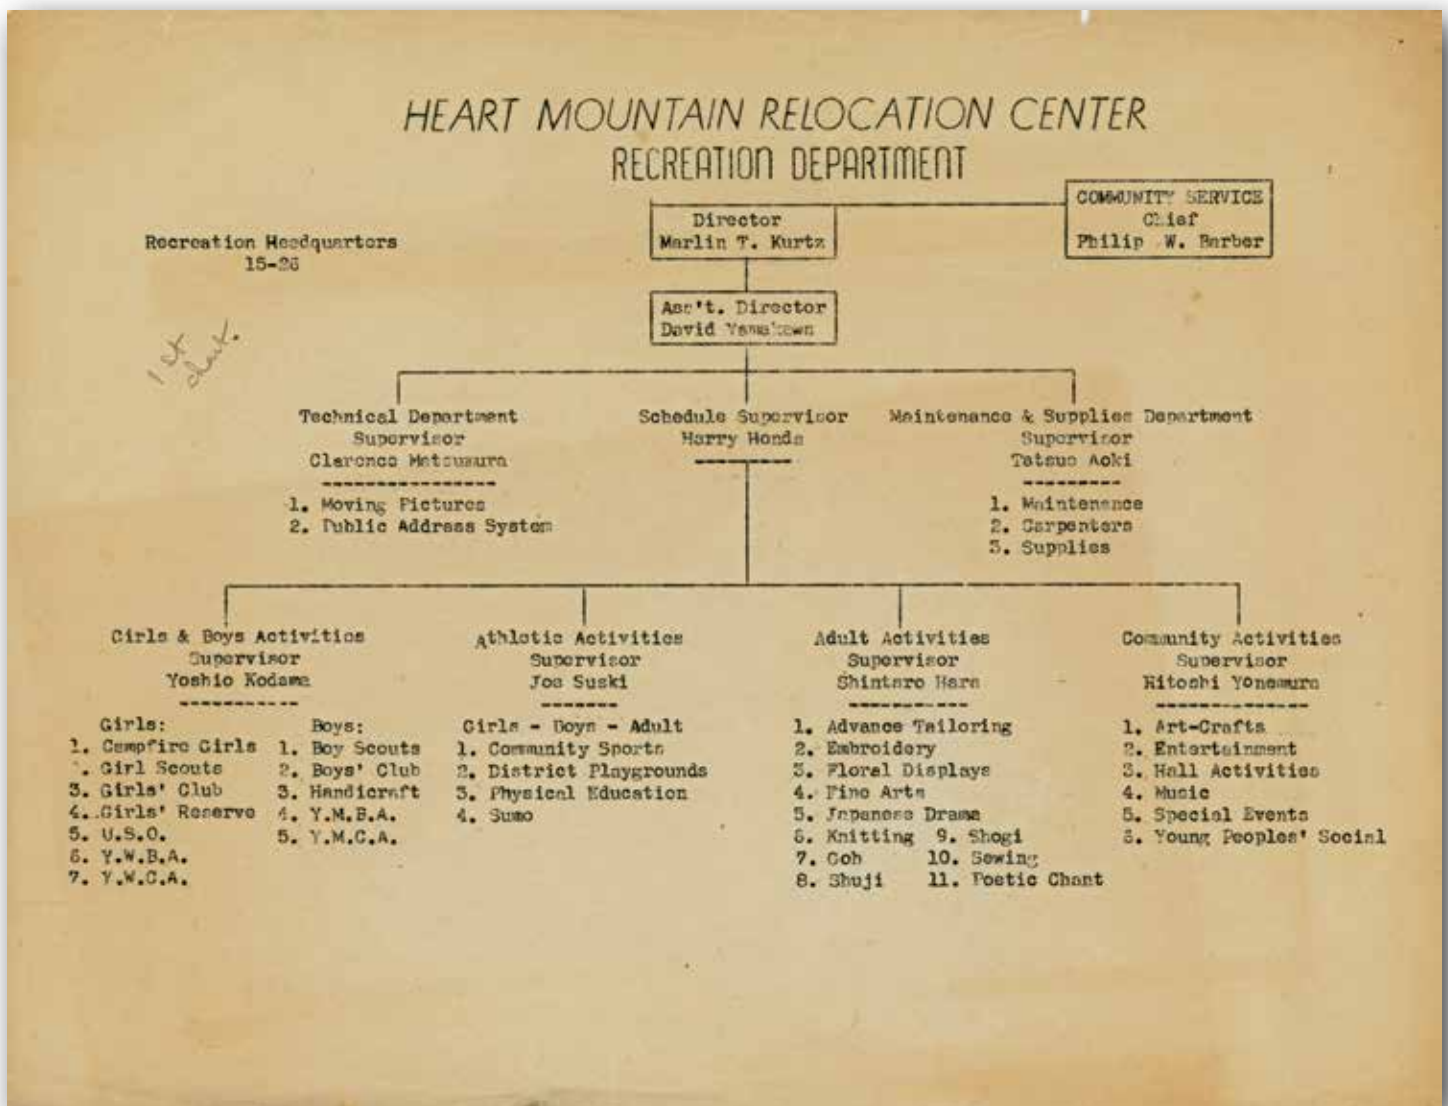 HEART MOUNTAIN RELOCATION CENTER
RECREATION DEPARTMENT
COMMUNITY SERVICE
Chief
Philip W. Barber
Director
Marlin T. Kurtz
Recreation Headquarters
15-26
Ass't. Director
David Yamakawa
1st
chart.
Technical Department
Supervisor
Clarence Matsumura
----------------
1. Moving Pictures
2. Public Address System
Schedule Supervisor
Harry Honda
---------
Maintenance & Supplies Department
Supervisor
Tatsuo Aoki
---------
1. Maintenance
2. Carpenters
3. Supplies
Girls & Boys Activities
Supervisor
Yoshio Kodama
-----------
Girls:
1. Campfire Girls
. Girl Scouts
3. Girls' Club
4. Girls' Reserve
5. U.S.O.
6. Y.W.B.A.
7. Y.W.C.A.
Boys:
1. Boy Scouts
2. Boys' Club
3. Handicraft
4. Y.M.B.A.
5. Y.M.C.A.
Athletic Activities
Supervisor
Joe Suski
-------
Girls - Boys - Adult
1. Community Sports
2. District Playgrounds
3. Physical Education
4. Sumo
Adult Activities
Supervisor
Shintaro Hara
-----------
1. Advance Tailoring
2. Embroidery
3. Floral Displays
4. Fine Arts
5. Japanese Drama
6. Knitting 9. Shogi
7. Goh 10. Sewing
8. Shuji 11. Poetic Chant
Community Activities
Supervisor
Hitoshi Yonemura
--------------
1. Art-Crafts
2. Entertainment
3. Hall Activities
4. Music
5. Special Events
6. Young Peoples' Social